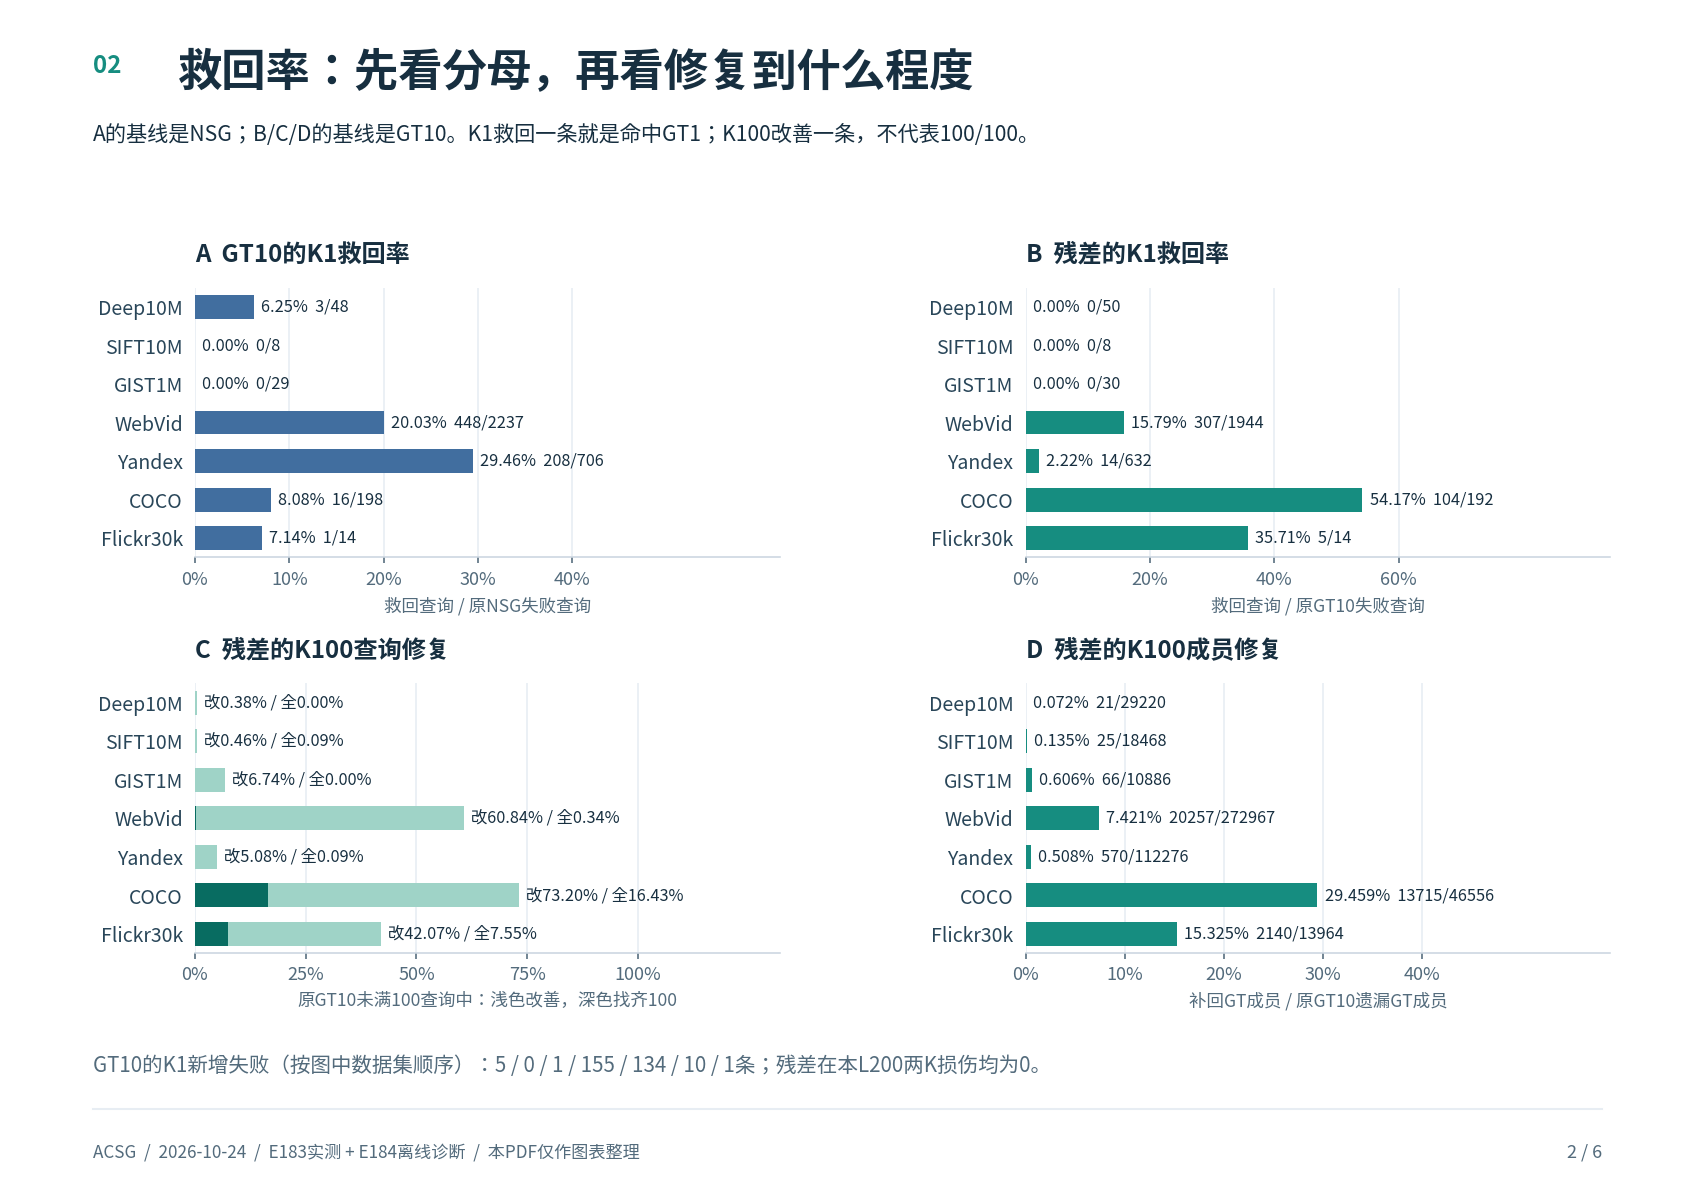 02
救回率：先看分母，再看修复到什么程度
A的基线是NSG；B/C/D的基线是GT10。K1救回一条就是命中GT1；K100改善一条，不代表100/100。
A GT10的K1救回率
Deep10M 6.25% 3/48
SIFT10M 0.00% 0/8
GIST1M 0.00% 0/29
WebVid 20.03% 448/2237
Yandex 29.46% 208/706
COCO 8.08% 16/198
Flickr30k 7.14% 1/14
0% 10% 20% 30% 40%
救回查询 / 原NSG失败查询
B 残差的K1救回率
Deep10M 0.00% 0/50
SIFT10M 0.00% 0/8
GIST1M 0.00% 0/30
WebVid 15.79% 307/1944
Yandex 2.22% 14/632
COCO 54.17% 104/192
Flickr30k 35.71% 5/14
0% 20% 40% 60%
救回查询 / 原GT10失败查询
C 残差的K100查询修复
Deep10M 改0.38% / 全0.00%
SIFT10M 改0.46% / 全0.09%
GIST1M 改6.74% / 全0.00%
WebVid 改60.84% / 全0.34%
Yandex 改5.08% / 全0.09%
COCO 改73.20% / 全16.43%
Flickr30k 改42.07% / 全7.55%
0% 25% 50% 75% 100%
原GT10未满100查询中：浅色改善，深色找齐100
D 残差的K100成员修复
Deep10M 0.072% 21/29220
SIFT10M 0.135% 25/18468
GIST1M 0.606% 66/10886
WebVid 7.421% 20257/272967
Yandex 0.508% 570/112276
COCO 29.459% 13715/46556
Flickr30k 15.325% 2140/13964
0% 10% 20% 30% 40%
补回GT成员 / 原GT10遗漏GT成员
GT10的K1新增失败（按图中数据集顺序）：5 / 0 / 1 / 155 / 134 / 10 / 1条；残差在本L200两K损伤均为0。
ACSG / 2026-10-24 / E183实测 + E184离线诊断 / 本PDF仅作图表整理
2 / 6